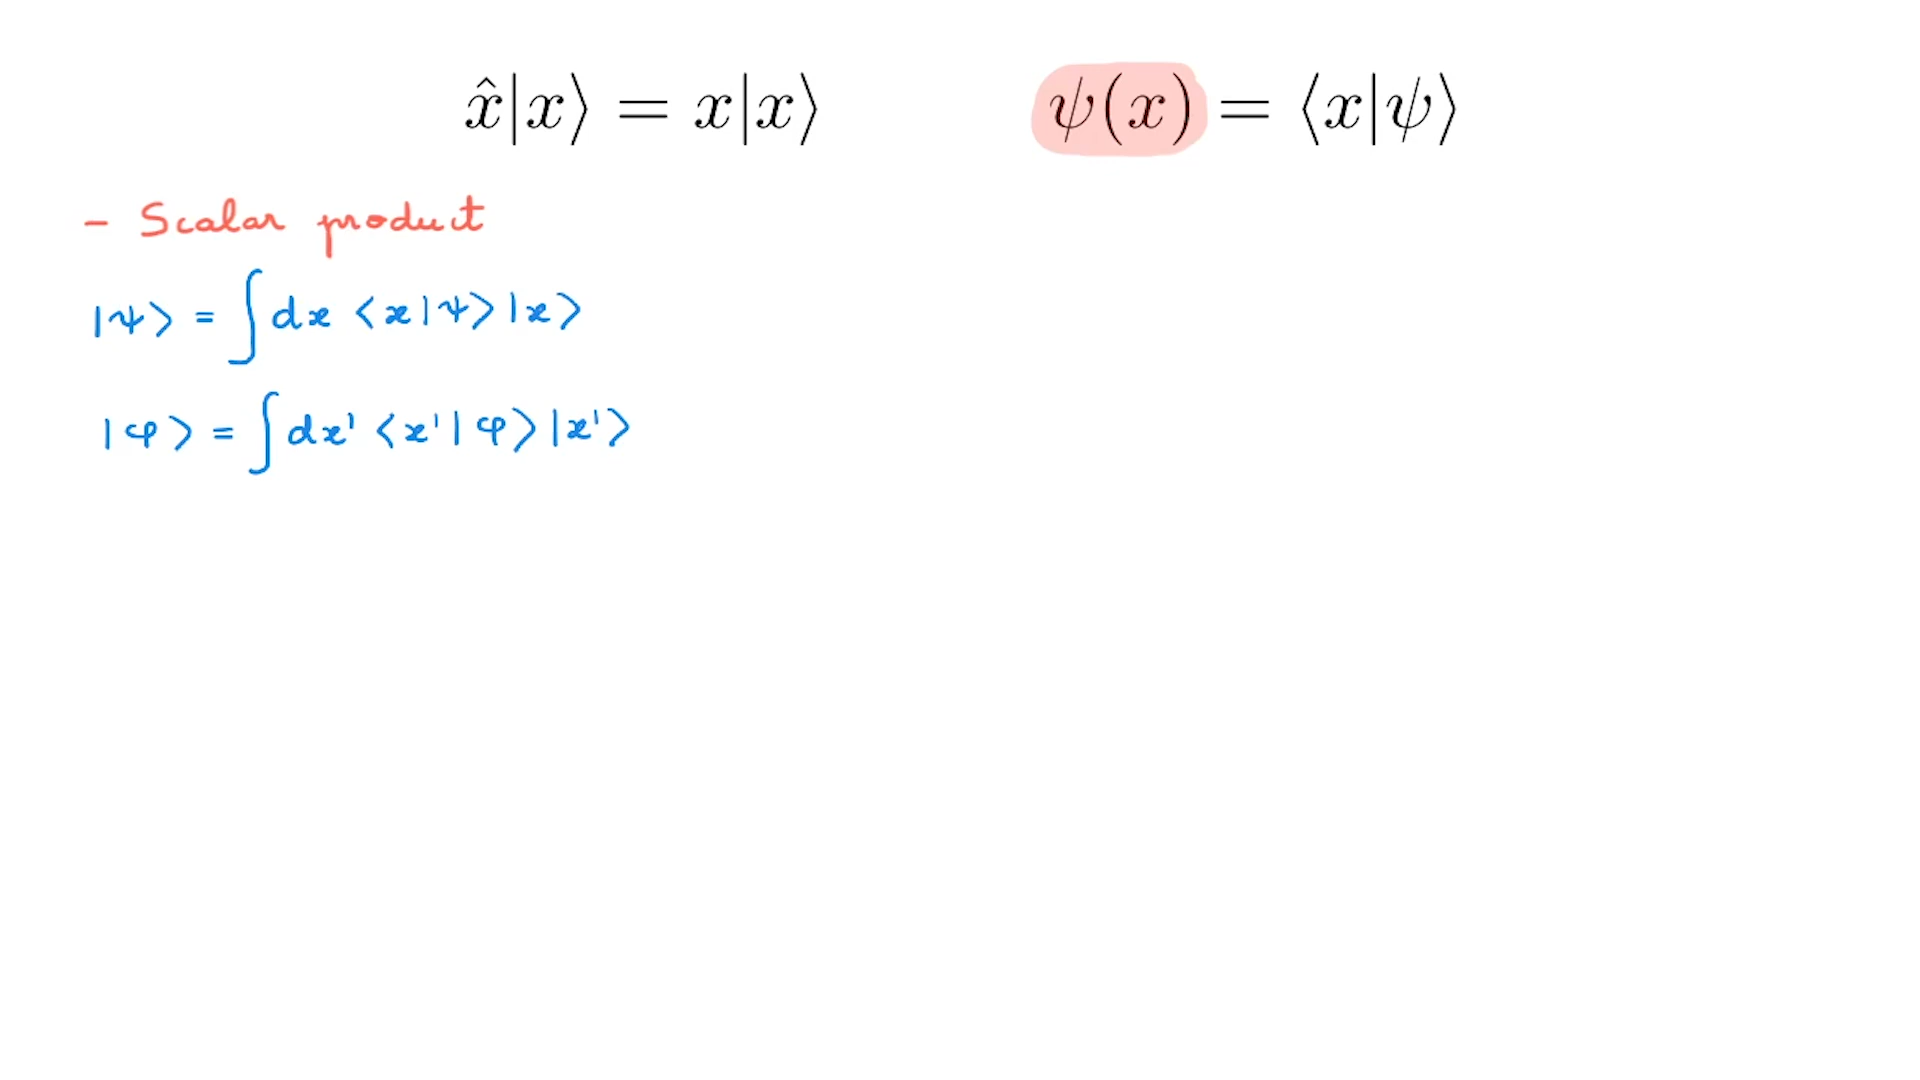 x̂|x⟩ = x|x⟩ ψ(x) = ⟨x|ψ⟩
- Scalar product
|ψ⟩ = ∫dx ⟨x|ψ⟩|x⟩
|φ⟩ = ∫dx' ⟨x'|φ⟩|x'⟩